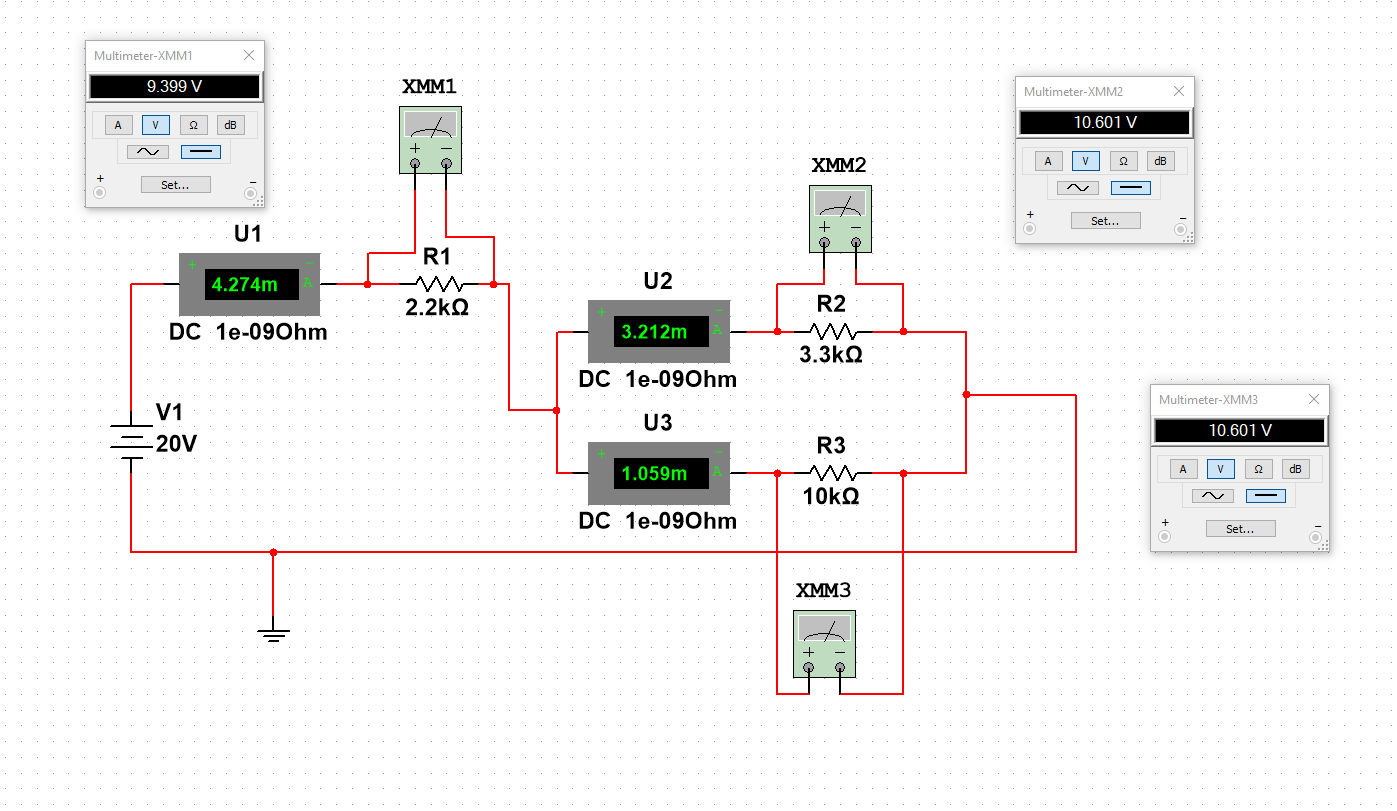 Multimeter-XMM1
9.399 V
A V Ω dB
Set...
+ −
XMM1
+ −
U1
+ −
4.274m A
DC 1e-09Ohm
R1
2.2kΩ
V1
20V
U2
+ −
3.212m A
DC 1e-09Ohm
U3
+ −
1.059m A
DC 1e-09Ohm
XMM2
+ −
R2
3.3kΩ
R3
10kΩ
XMM3
+ −
Multimeter-XMM2
10.601 V
A V Ω dB
Set...
+ −
Multimeter-XMM3
10.601 V
A V Ω dB
Set...
+ −